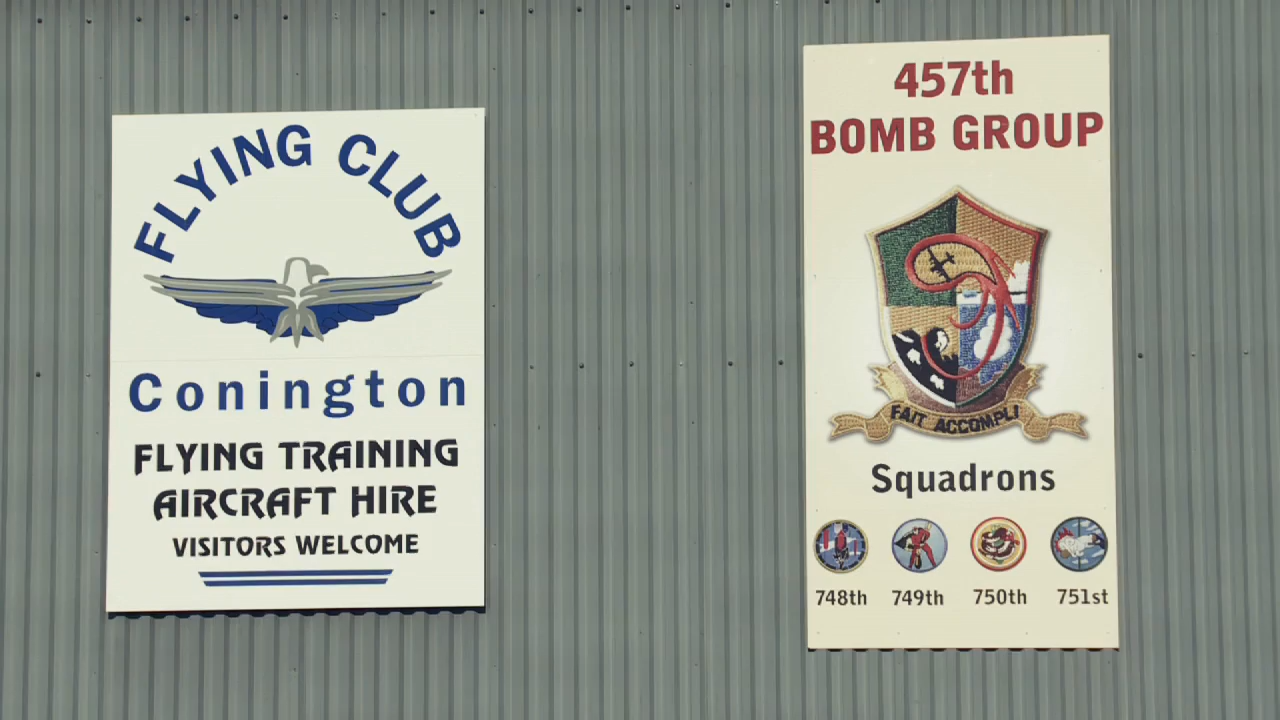 FLYING CLUB
Conington
FLYING TRAINING
AIRCRAFT HIRE
VISITORS WELCOME
457th
BOMB GROUP
FAIT ACCOMPLI
Squadrons
748th 749th 750th 751st